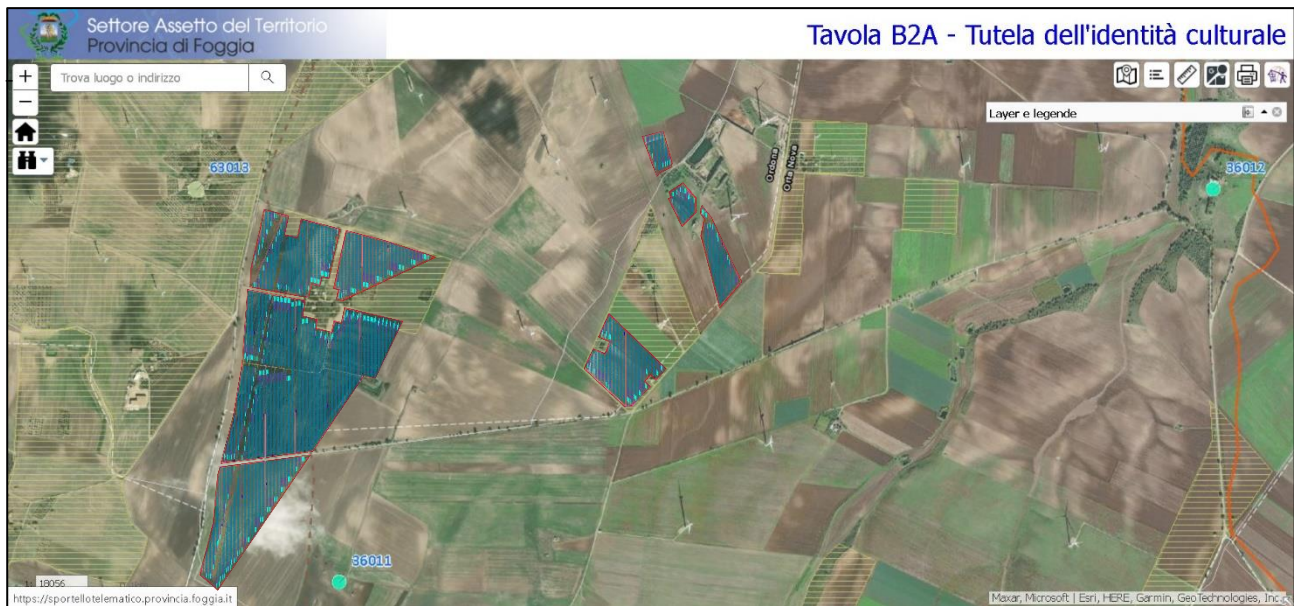 Settore Assetto del Territorio
Provincia di Foggia
Tavola B2A - Tutela dell'identità culturale
+
Trova luogo o indirizzo
−
Layer e legende
63013
Ordona
Orta Nova
36012
36011
18056
https://sportellotelematico.provincia.foggia.it
Maxar, Microsoft | Esri, HERE, Garmin, GeoTechnologies, Inc.